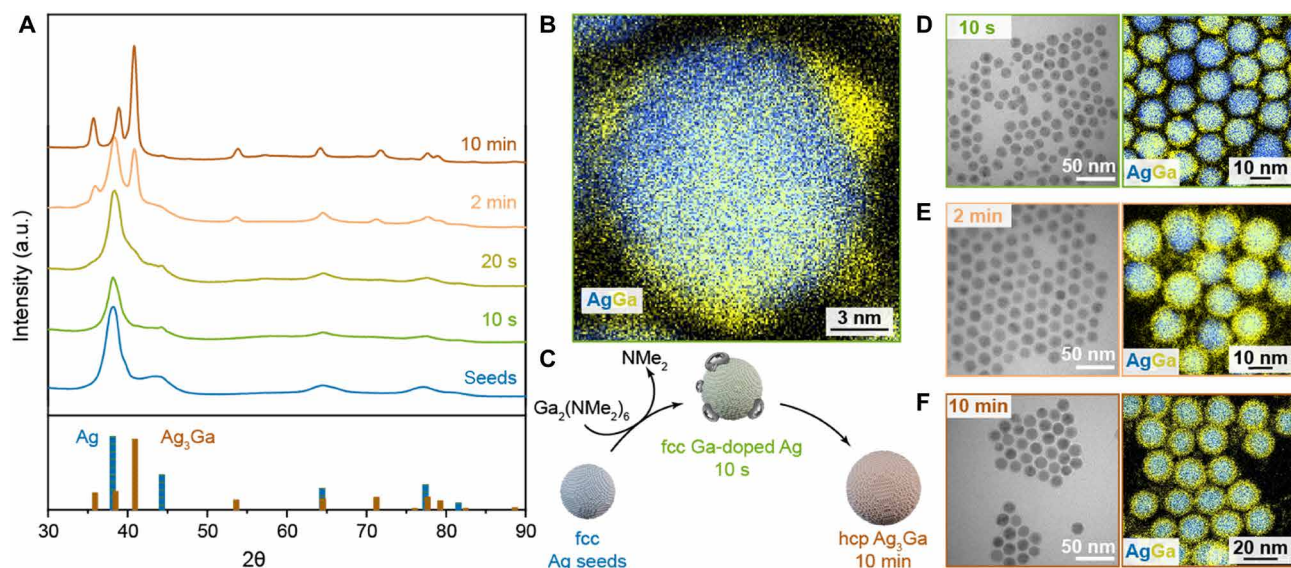 A
Intensity (a.u.)
10 min
2 min
20 s
10 s
Seeds
Ag
Ag₃Ga
30 40 50 60 70 80 90
2θ
B
AgGa
3 nm
C
NMe₂
Ga₂(NMe₂)₆
fcc Ga-doped Ag
10 s
fcc
Ag seeds
hcp Ag₃Ga
10 min
D
10 s
50 nm
AgGa
10 nm
E
2 min
50 nm
AgGa
10 nm
F
10 min
50 nm
AgGa
20 nm